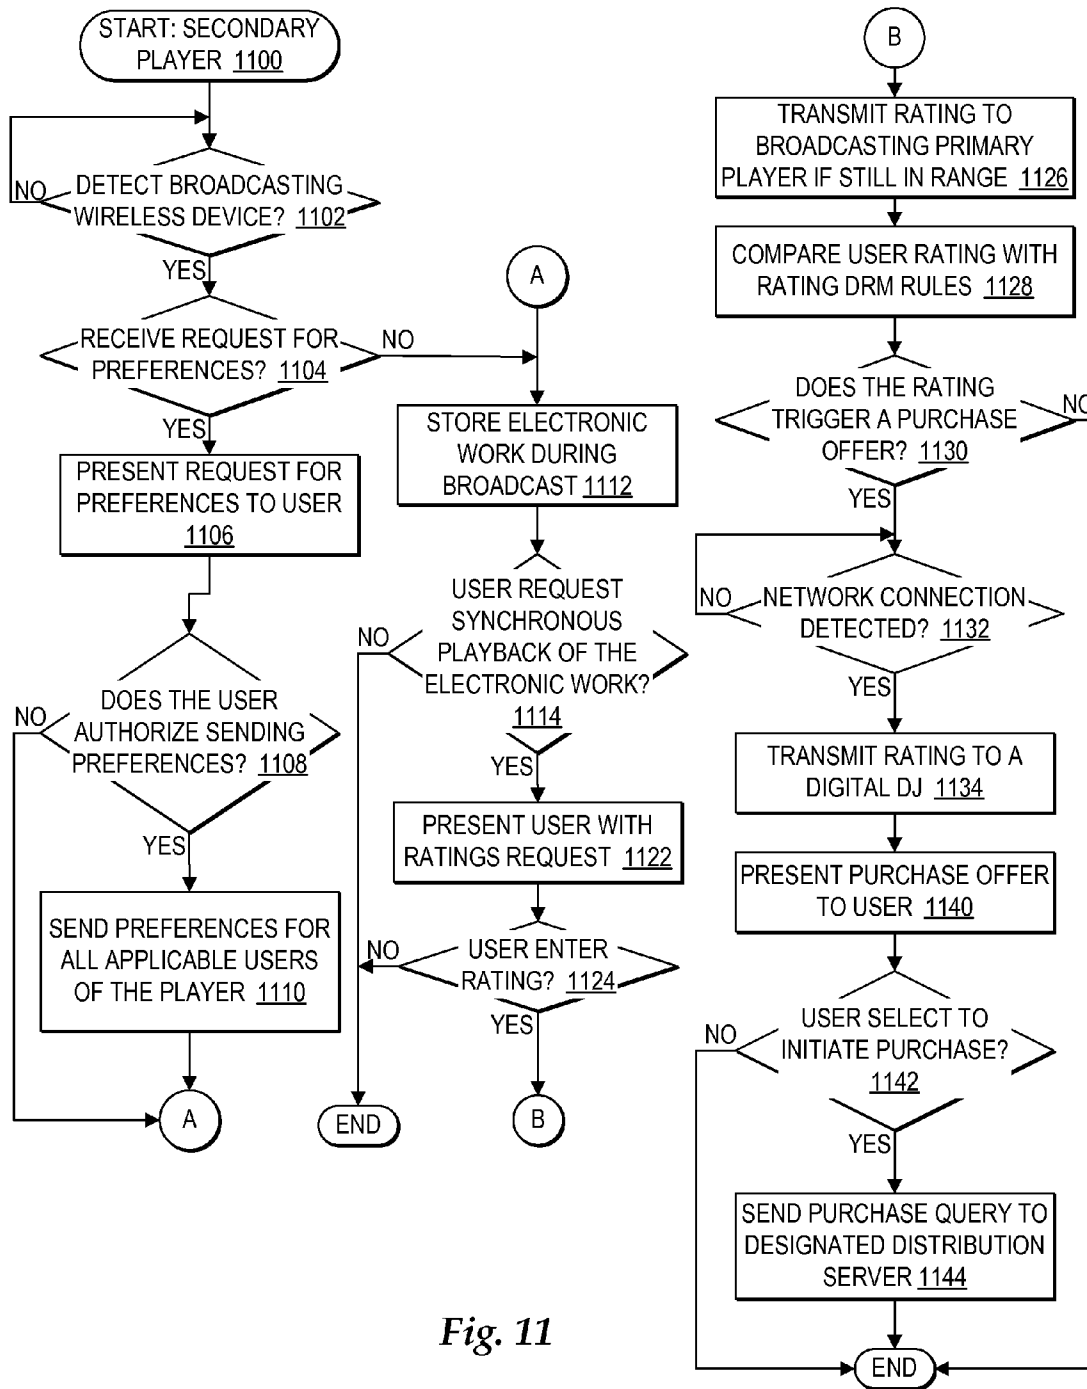 START: SECONDARY
PLAYER 1100
NO
DETECT BROADCASTING
WIRELESS DEVICE? 1102
YES
RECEIVE REQUEST FOR
PREFERENCES? 1104
NO
YES
PRESENT REQUEST FOR
PREFERENCES TO USER
1106
NO
DOES THE USER
AUTHORIZE SENDING
PREFERENCES? 1108
YES
SEND PREFERENCES FOR
ALL APPLICABLE USERS
OF THE PLAYER 1110
A
A
STORE ELECTRONIC
WORK DURING
BROADCAST 1112
NO
USER REQUEST
SYNCHRONOUS
PLAYBACK OF THE
ELECTRONIC WORK?
1114
YES
PRESENT USER WITH
RATINGS REQUEST 1122
NO
USER ENTER
RATING? 1124
YES
END
B
B
TRANSMIT RATING TO
BROADCASTING PRIMARY
PLAYER IF STILL IN RANGE 1126
COMPARE USER RATING WITH
RATING DRM RULES 1128
DOES THE RATING
TRIGGER A PURCHASE
OFFER? 1130
NO
YES
NO
NETWORK CONNECTION
DETECTED? 1132
YES
TRANSMIT RATING TO A
DIGITAL DJ 1134
PRESENT PURCHASE OFFER
TO USER 1140
NO
USER SELECT TO
INITIATE PURCHASE?
1142
YES
SEND PURCHASE QUERY TO
DESIGNATED DISTRIBUTION
SERVER 1144
END
Fig. 11